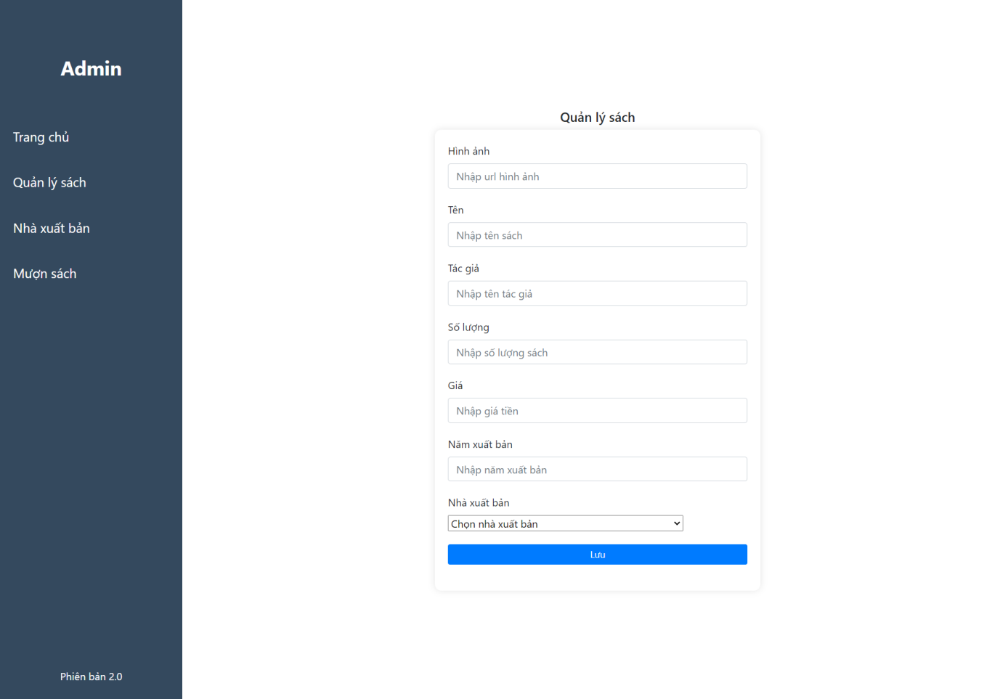 Admin
Trang chủ
Quản lý sách
Nhà xuất bản
Mượn sách
Phiên bản 2.0
Quản lý sách
Hình ảnh
Nhập url hình ảnh
Tên
Nhập tên sách
Tác giả
Nhập tên tác giả
Số lượng
Nhập số lượng sách
Giá
Nhập giá tiền
Năm xuất bản
Nhập năm xuất bản
Nhà xuất bản
Chọn nhà xuất bản
Lưu